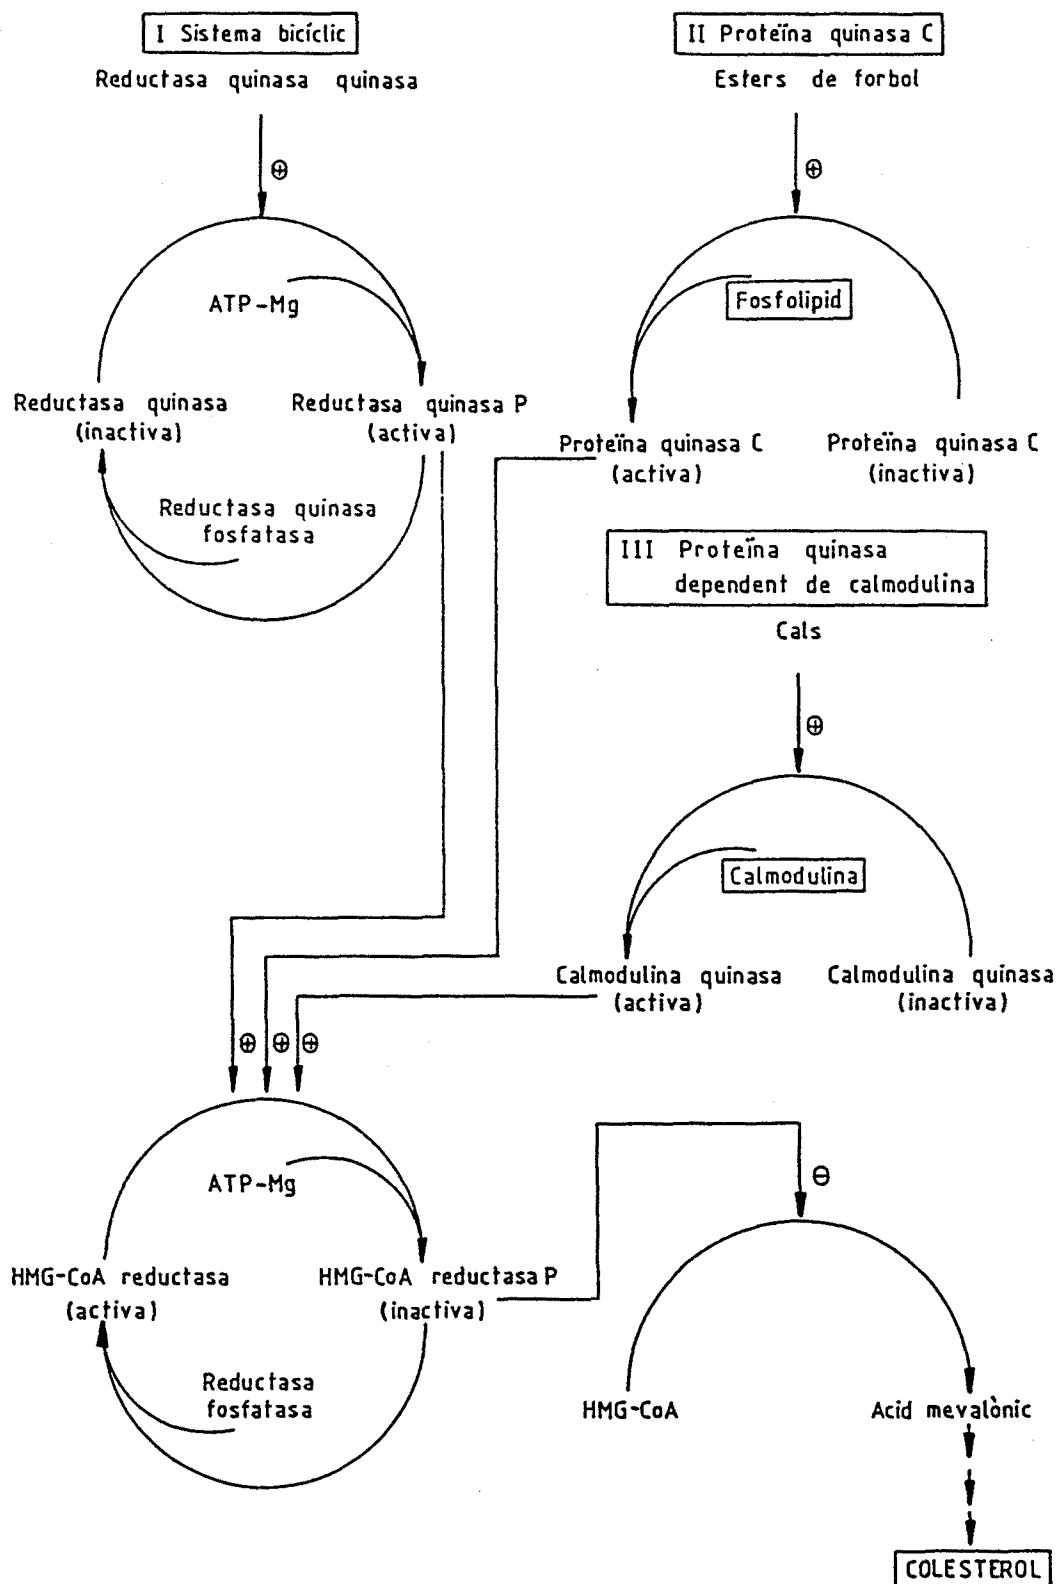 I Sistema bicíclic
Reductasa quinasa quinasa
⊕
ATP-Mg
Reductasa quinasa
(inactiva)
Reductasa quinasa P
(activa)
Reductasa quinasa
fosfatasa
II Proteïna quinasa C
Esters de forbol
⊕
Fosfolipid
Proteïna quinasa C
(activa)
Proteïna quinasa C
(inactiva)
III Proteïna quinasa
dependent de calmodulina
Cals
⊕
Calmodulina
Calmodulina quinasa
(activa)
Calmodulina quinasa
(inactiva)
⊕ ⊕ ⊕
ATP-Mg
HMG-CoA reductasa
(activa)
HMG-CoA reductasa P
(inactiva)
Reductasa
fosfatasa
⊖
HMG-CoA
Acid mevalònic
COLESTEROL